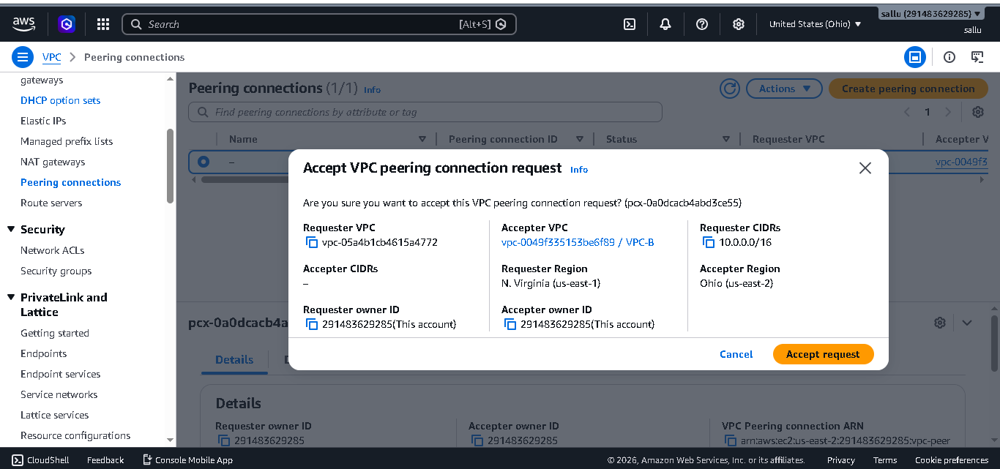 aws
Search [Alt+S]
United States (Ohio)
sallu (291483629285)
sallu
VPC
Peering connections
gateways
DHCP option sets
Elastic IPs
Managed prefix lists
NAT gateways
Peering connections
Route servers
Security
Network ACLs
Security groups
PrivateLink and
Lattice
Getting started
Endpoints
Endpoint services
Service networks
Lattice services
Resource configurations
Peering connections (1/1) Info
Actions
Create peering connection
Find peering connections by attribute or tag
1
Name Peering connection ID Status Requester VPC Accepter V
– vpc-0049f3
Accept VPC peering connection request Info
Are you sure you want to accept this VPC peering connection request? (pcx-0a0dcacb4abd3ce55)
Requester VPC
vpc-05a4b1cb4615a4772
Accepter VPC
vpc-0049f335153be6f89 / VPC-B
Requester CIDRs
10.0.0.0/16
Accepter CIDRs
–
Requester Region
N. Virginia (us-east-1)
Accepter Region
Ohio (us-east-2)
Requester owner ID
291483629285(This account)
Accepter owner ID
291483629285(This account)
Cancel
Accept request
pcx-0a0dcacb4a
Details
Details
Requester owner ID
291483629285
Accepter owner ID
291483629285
VPC Peering connection ARN
arn:aws:ec2:us-east-2:291483629285:vpc-peer
CloudShell Feedback Console Mobile App
© 2026, Amazon Web Services, Inc. or its affiliates. Privacy Terms Cookie preferences